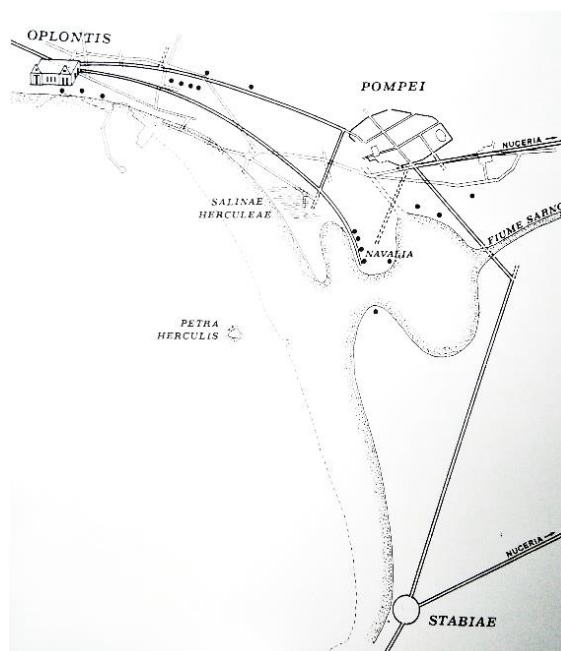 OPLONTIS
POMPEI
NUCERIA
SALINAE
HERCULEAE
FIUME SARNO
NAVALIA
PETRA
HERCULIS
NUCERIA
STABIAE